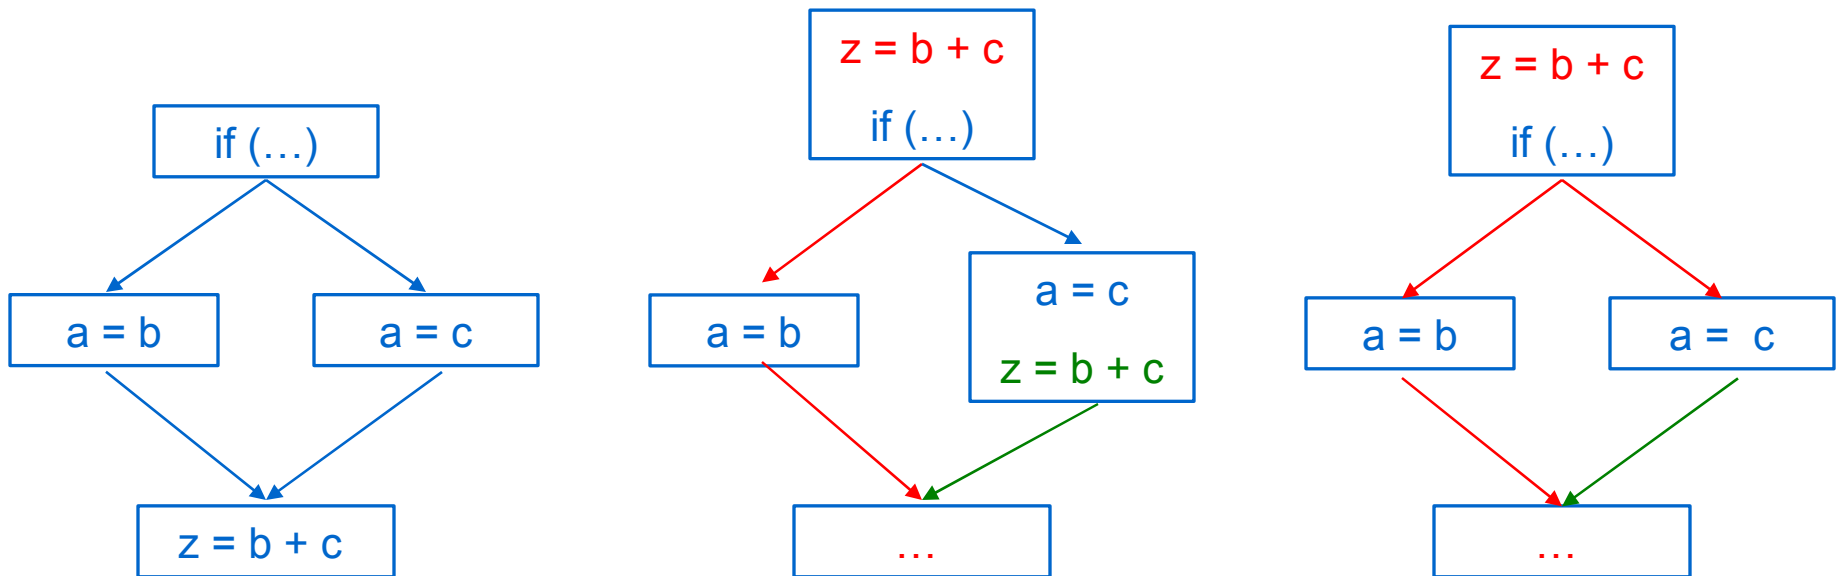 if (…)
a = b
a = c
z = b + c
z = b + c
if (…)
a = b
a = c
z = b + c
…
z = b + c
if (…)
a = b
a =  c
…